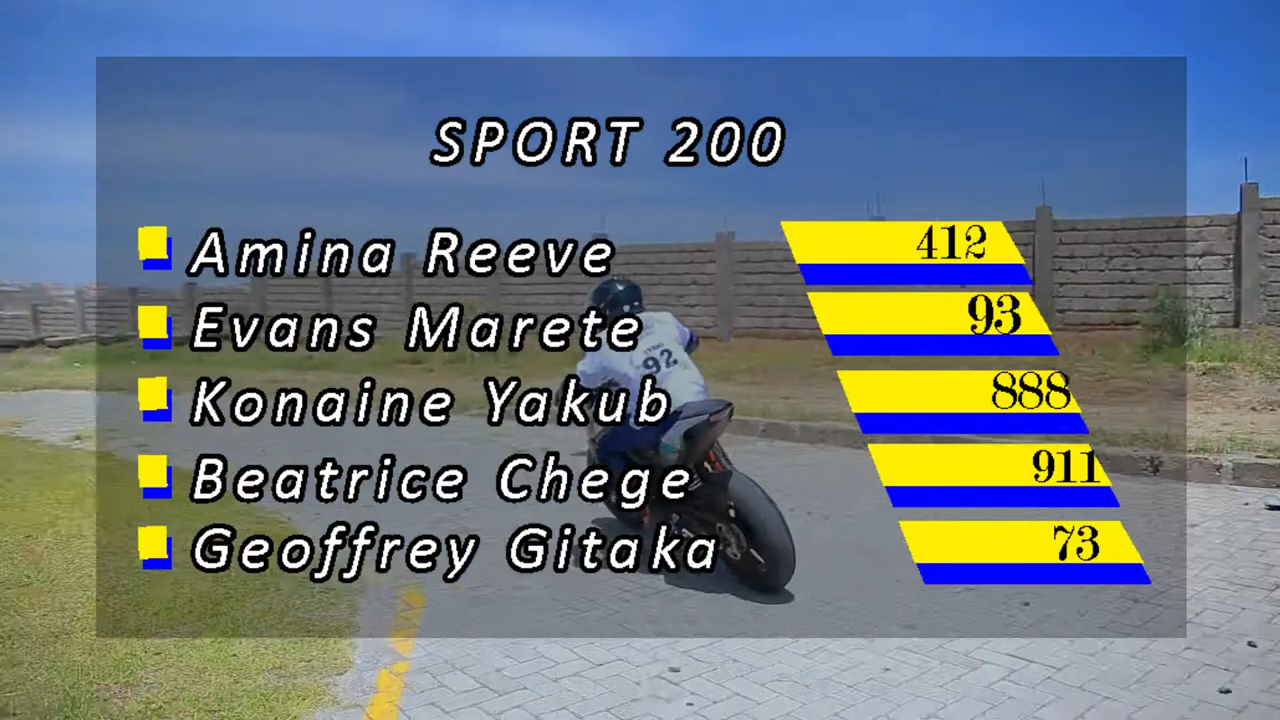 SPORT 200
Amina Reeve 412
Evans Marete 93
Konaine Yakub 888
Beatrice Chege 911
Geoffrey Gitaka 73
92